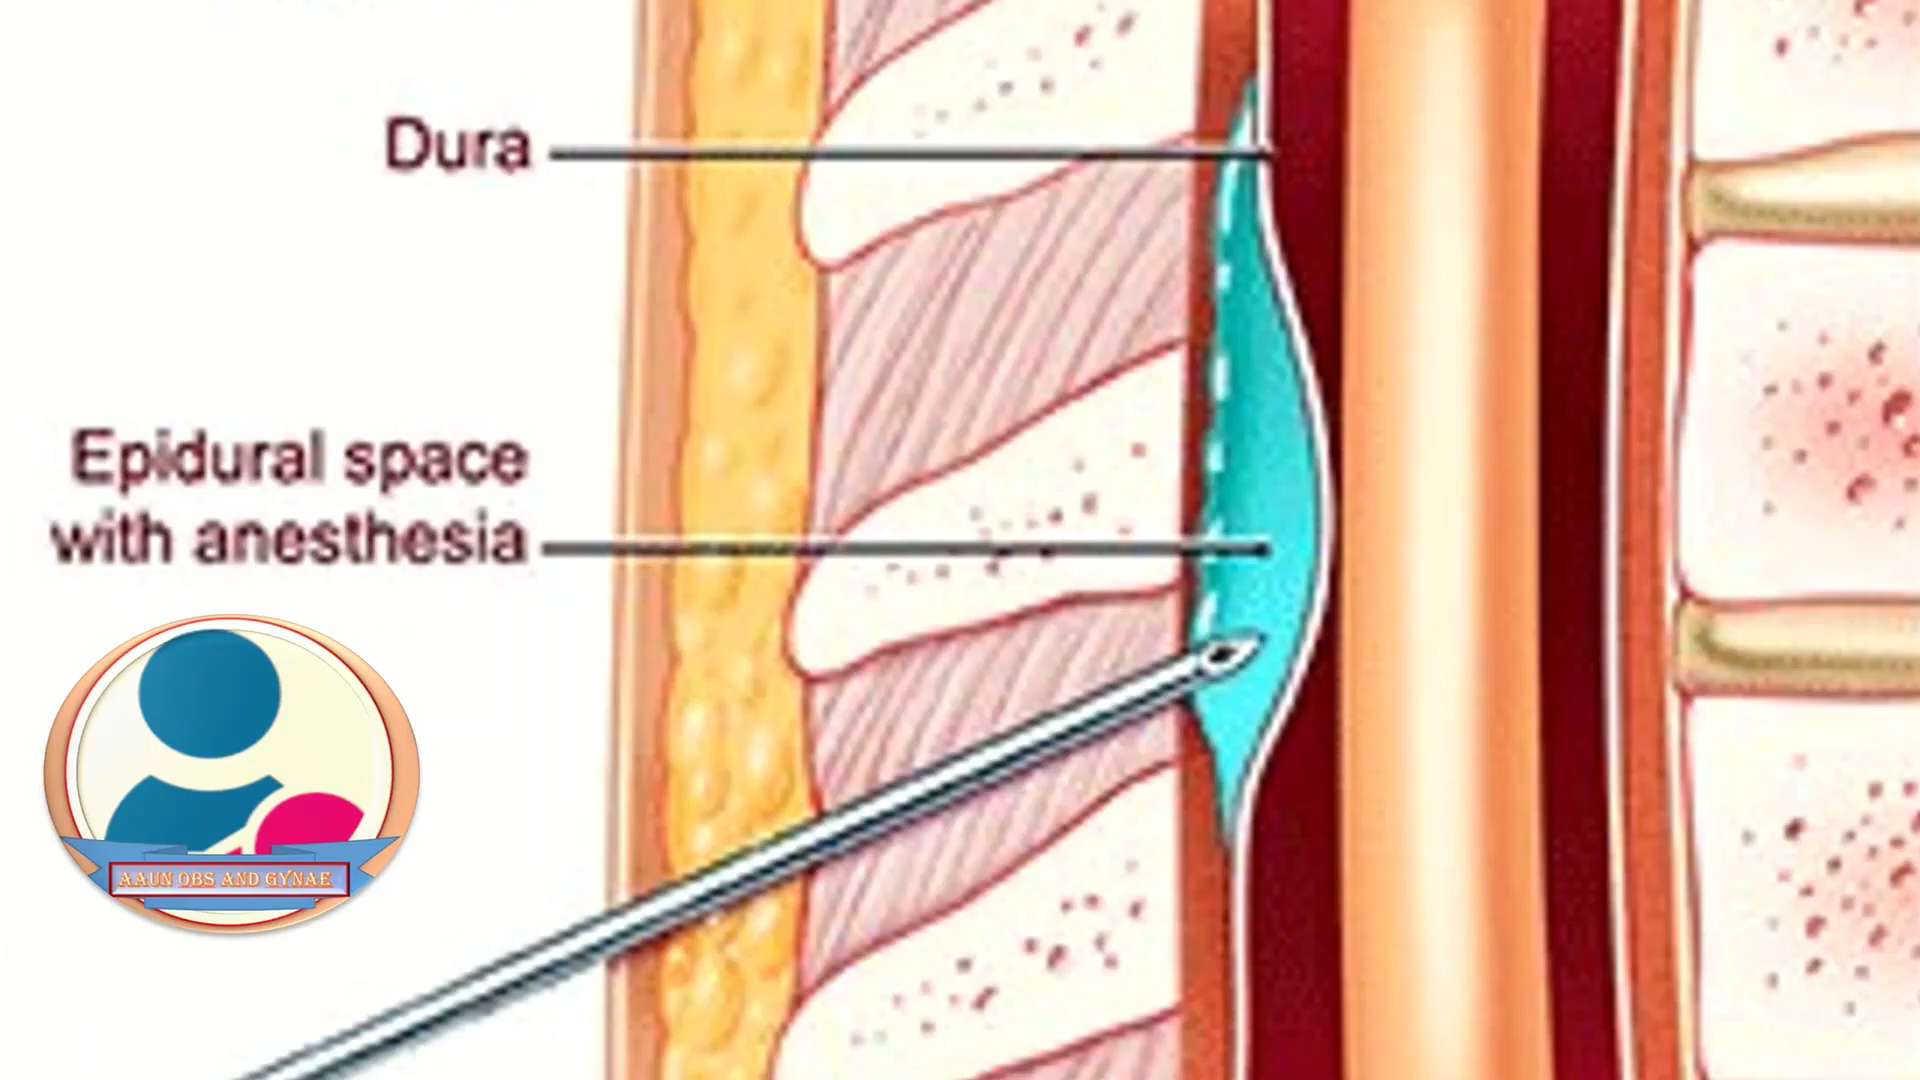 Dura
Epidural space
with anesthesia
AAUN OBS AND GYNAE